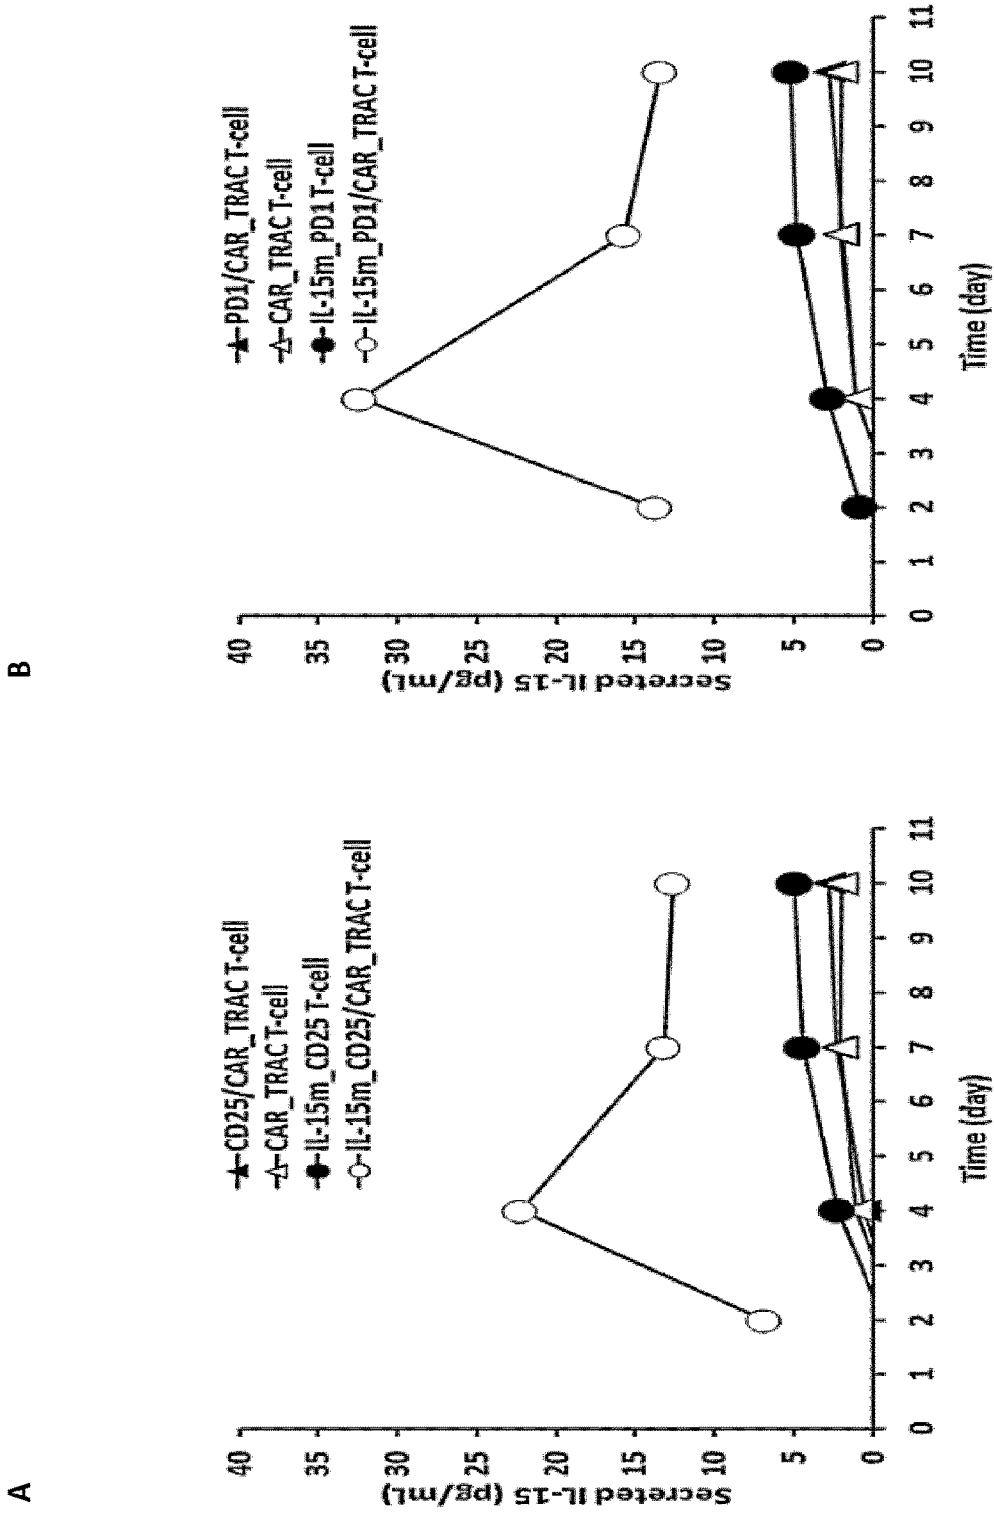 A
Secreted IL-15 (pg/mL)
40
35
30
25
20
15
10
5
0
CD25/CAR_TRAC T-cell
CAR_TRAC T-cell
IL-15m_CD25 T-cell
IL-15m_CD25/CAR_TRAC T-cell
0 1 2 3 4 5 6 7 8 9 10 11
Time (day)
B
Secreted IL-15 (pg/mL)
40
35
30
25
20
15
10
5
0
PD1/CAR_TRAC T-cell
CAR_TRAC T-cell
IL-15m_PD1 T-cell
IL-15m_PD1/CAR_TRAC T-cell
0 1 2 3 4 5 6 7 8 9 10 11
Time (day)